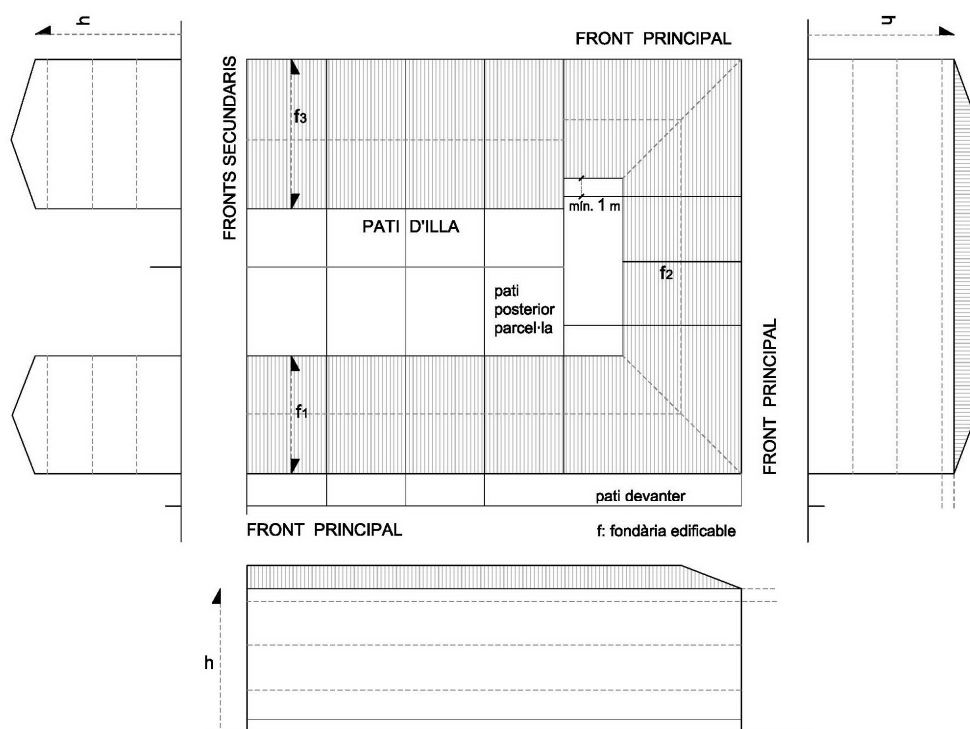 h
h
FRONT PRINCIPAL
FRONTS SECUNDARIS
f3
mín. 1 m
PATI D'ILLA
f2
pati
posterior
parcel·la
FRONT PRINCIPAL
f1
pati devanter
FRONT PRINCIPAL
f: fondària edificable
h